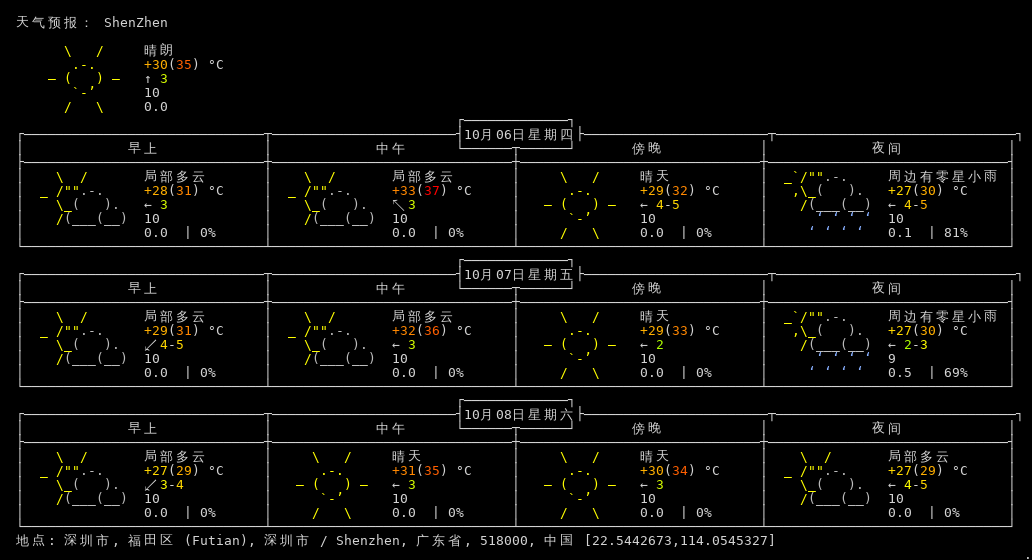 天气预报： ShenZhen
晴朗
+30(35) °C
↑ 3
10
0.0
10月06日星期四
早上 中午 傍晚 夜间
局部多云 局部多云 晴天 周边有零星小雨
+28(31) °C +33(37) °C +29(32) °C +27(30) °C
← 3 ↖ 3 ← 4-5 ← 4-5
10 10 10 10
0.0 | 0% 0.0 | 0% 0.0 | 0% 0.1 | 81%
10月07日星期五
早上 中午 傍晚 夜间
局部多云 局部多云 晴天 周边有零星小雨
+29(31) °C +32(36) °C +29(33) °C +27(30) °C
↙ 4-5 ← 3 ← 2 ← 2-3
10 10 10 9
0.0 | 0% 0.0 | 0% 0.0 | 0% 0.5 | 69%
10月08日星期六
早上 中午 傍晚 夜间
局部多云 晴天 晴天 局部多云
+27(29) °C +31(35) °C +30(34) °C +27(29) °C
↙ 3-4 ← 3 ← 3 ← 4-5
10 10 10 10
0.0 | 0% 0.0 | 0% 0.0 | 0% 0.0 | 0%
地点: 深圳市, 福田区 (Futian), 深圳市 / Shenzhen, 广东省, 518000, 中国 [22.5442673,114.0545327]